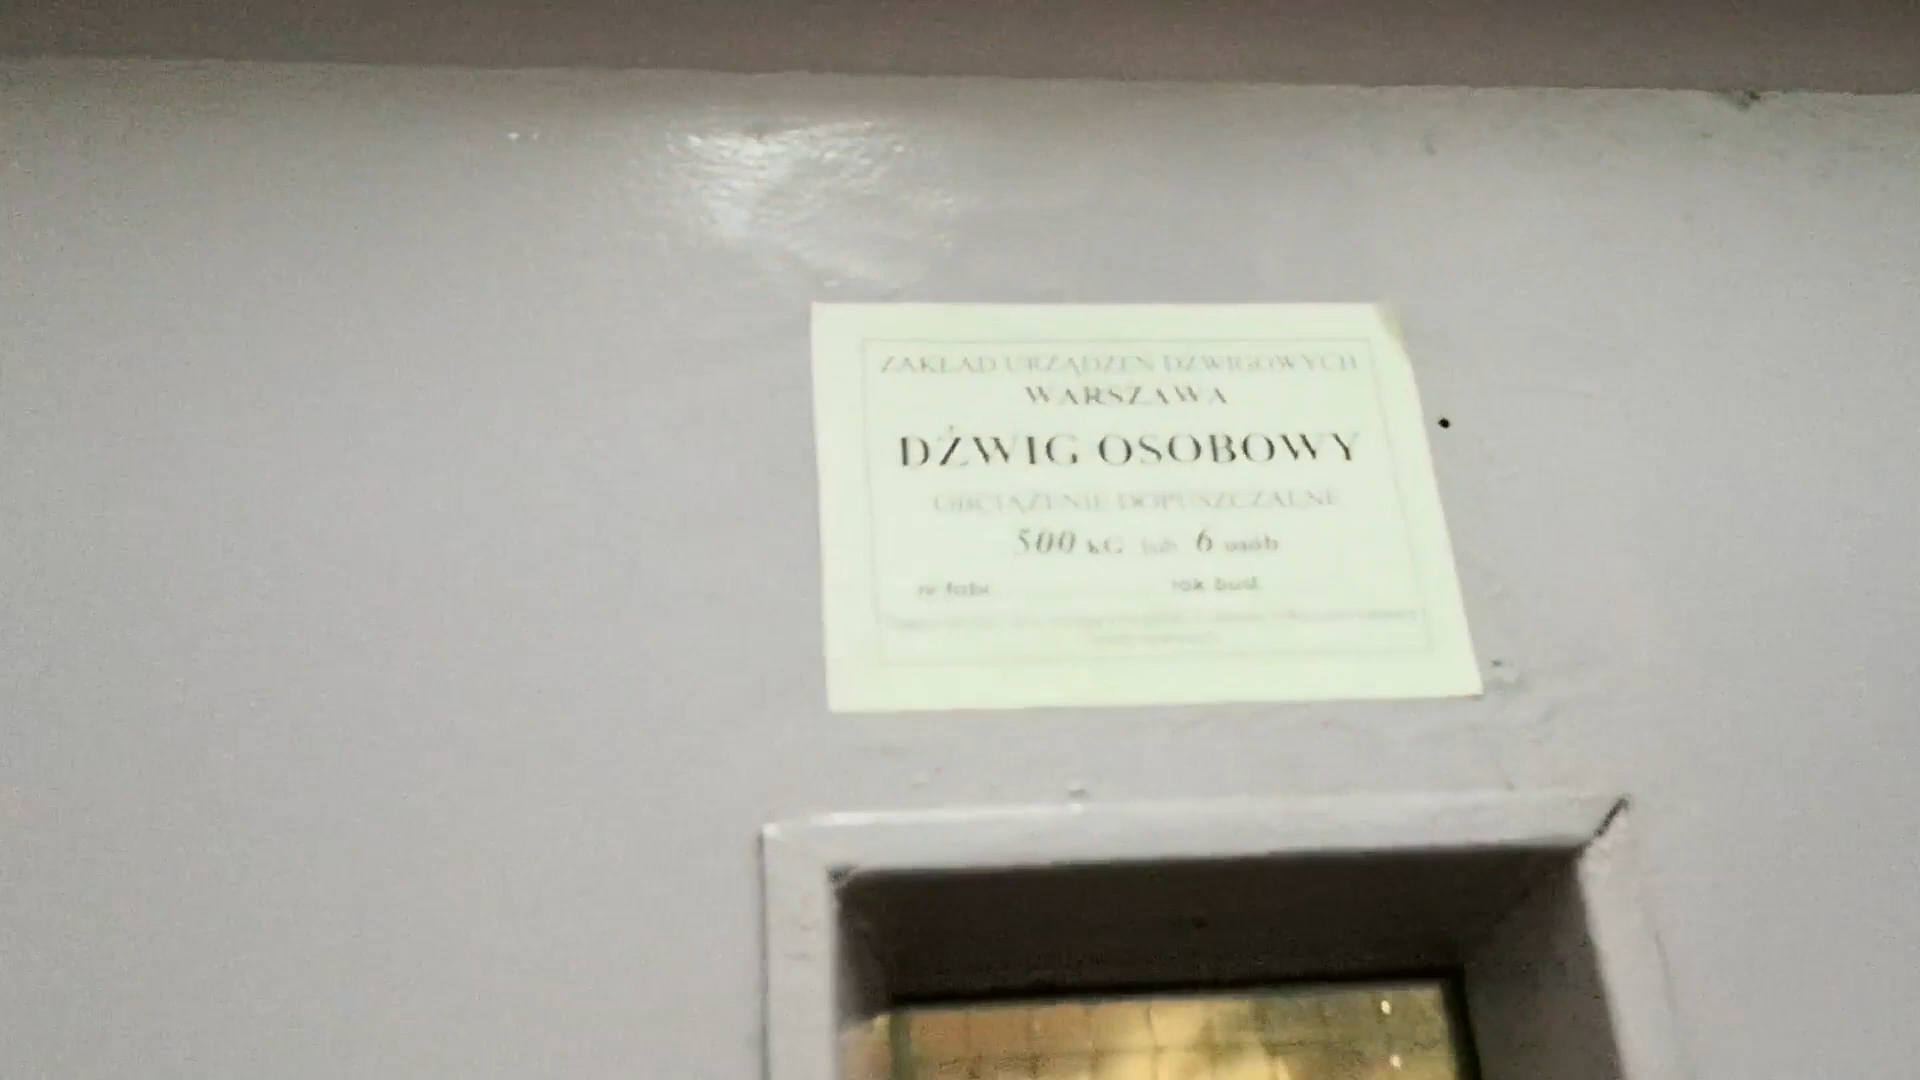 ZAKŁAD URZĄDZEŃ DŹWIGOWYCH
WARSZAWA
DŹWIG OSOBOWY
OBCIĄŻENIE DOPUSZCZALNE
500 kG lub 6 osób
nr fabr. rok bud.